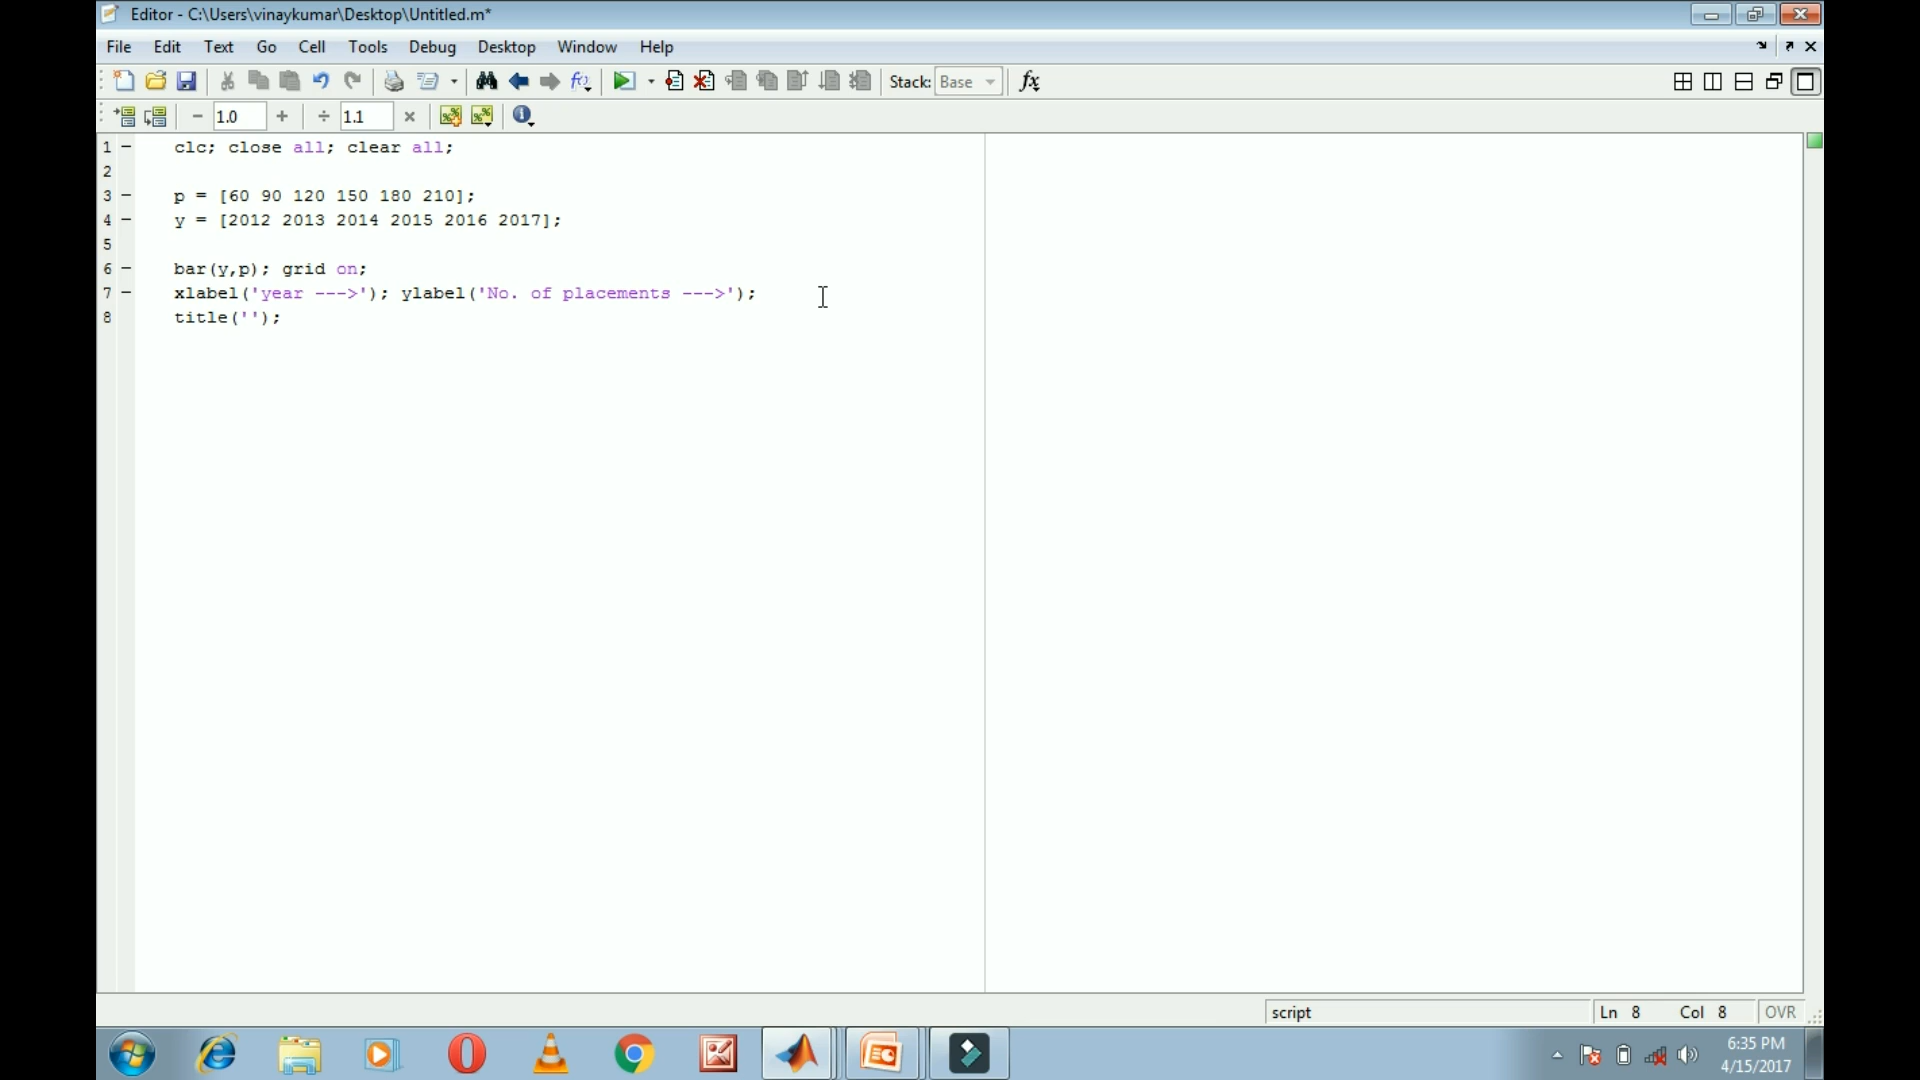 Editor - C:\Users\vinaykumar\Desktop\Untitled.m*
File Edit Text Go Cell Tools Debug Desktop Window Help
Stack: Base fx
− 1.0 + ÷ 1.1 ×
1 − clc; close all; clear all;
2
3 − p = [60 90 120 150 180 210];
4 − y = [2012 2013 2014 2015 2016 2017];
5
6 − bar(y,p); grid on;
7 − xlabel('year --->'); ylabel('No. of placements --->');
8 title('');
script Ln 8 Col 8 OVR
6:35 PM
4/15/2017